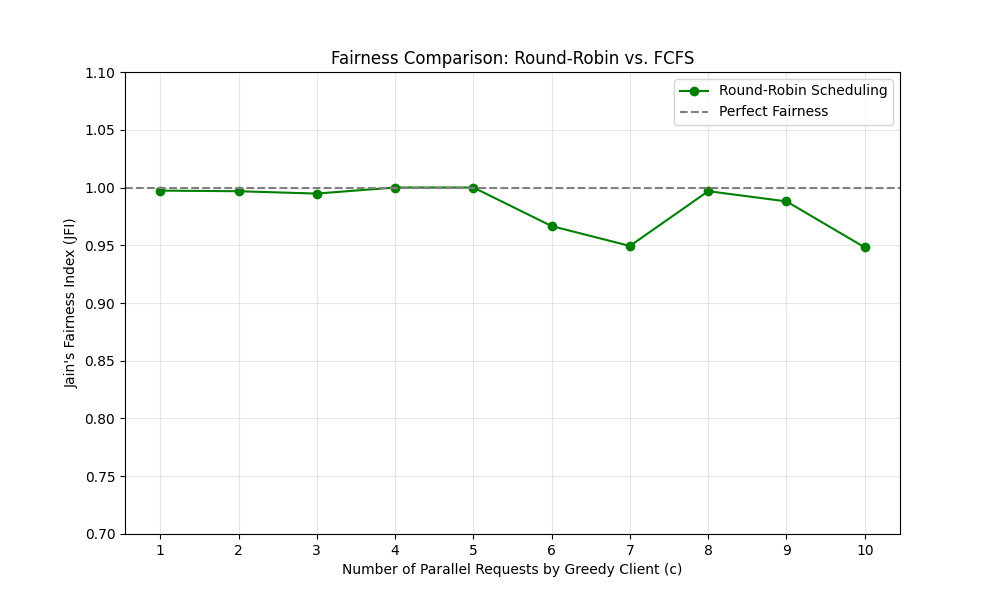 Fairness Comparison: Round-Robin vs. FCFS
Round-Robin Scheduling
Perfect Fairness
Jain's Fairness Index (JFI)
1.10
1.05
1.00
0.95
0.90
0.85
0.80
0.75
0.70
1 2 3 4 5 6 7 8 9 10
Number of Parallel Requests by Greedy Client (c)